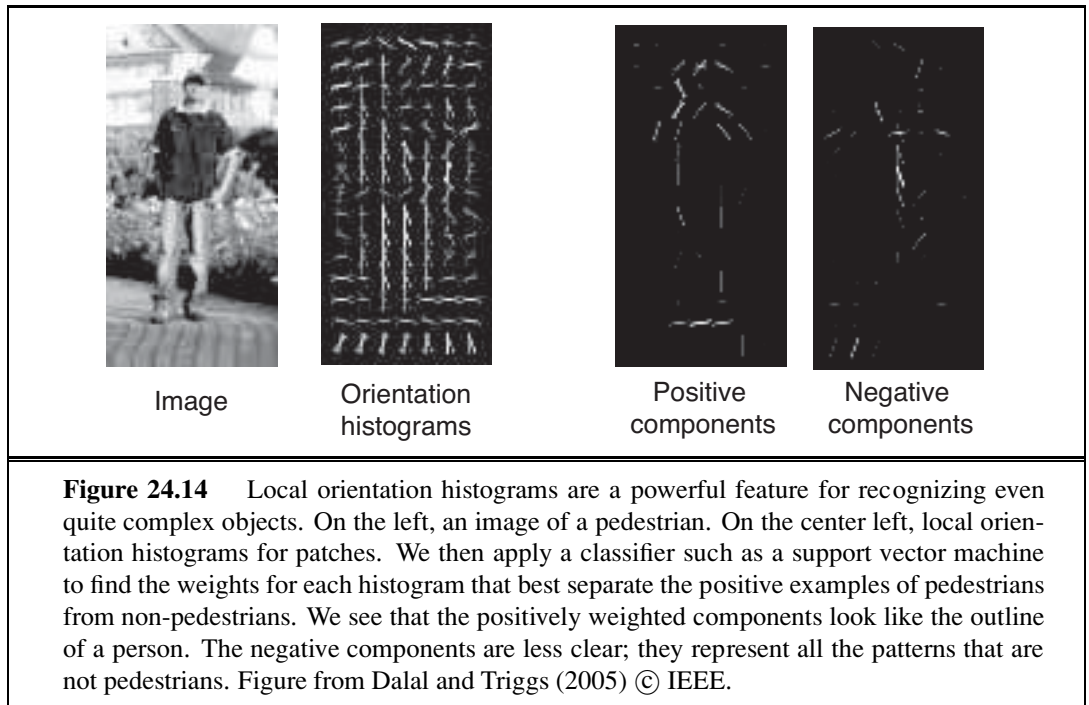 Image
Orientation
histograms
Positive
components
Negative
components
Figure 24.14 Local orientation histograms are a powerful feature for recognizing even
quite complex objects. On the left, an image of a pedestrian. On the center left, local orien-
tation histograms for patches. We then apply a classifier such as a support vector machine
to find the weights for each histogram that best separate the positive examples of pedestrians
from non-pedestrians. We see that the positively weighted components look like the outline
of a person. The negative components are less clear; they represent all the patterns that are
not pedestrians. Figure from Dalal and Triggs (2005) © IEEE.